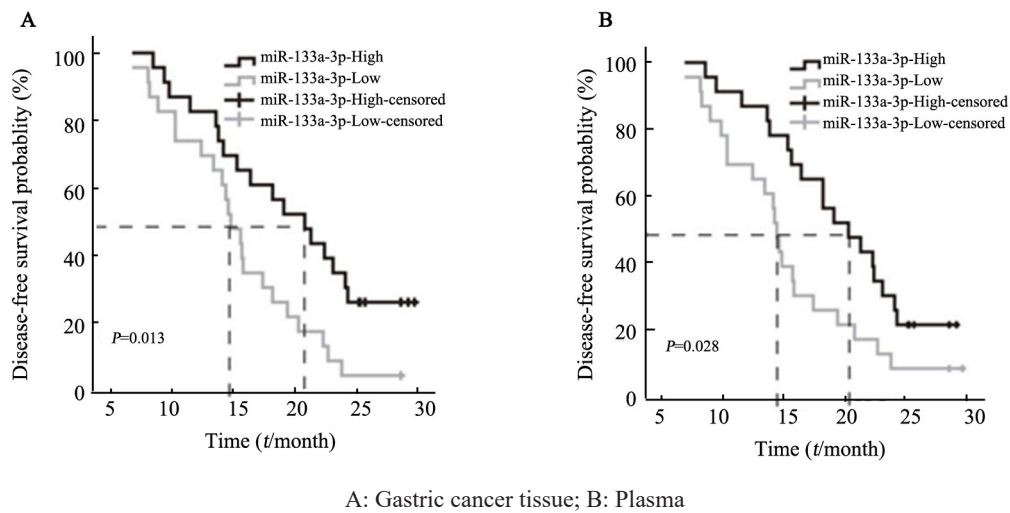 A
Disease-free survival probablity (%)
100
80
60
40
20
0
miR-133a-3p-High
miR-133a-3p-Low
miR-133a-3p-High-censored
miR-133a-3p-Low-censored
P=0.013
5 10 15 20 25 30
Time (t/month)
B
Disease-free survival probablity (%)
100
80
60
40
20
0
miR-133a-3p-High
miR-133a-3p-Low
miR-133a-3p-High-censored
miR-133a-3p-Low-censored
P=0.028
5 10 15 20 25 30
Time (t/month)
A: Gastric cancer tissue; B: Plasma